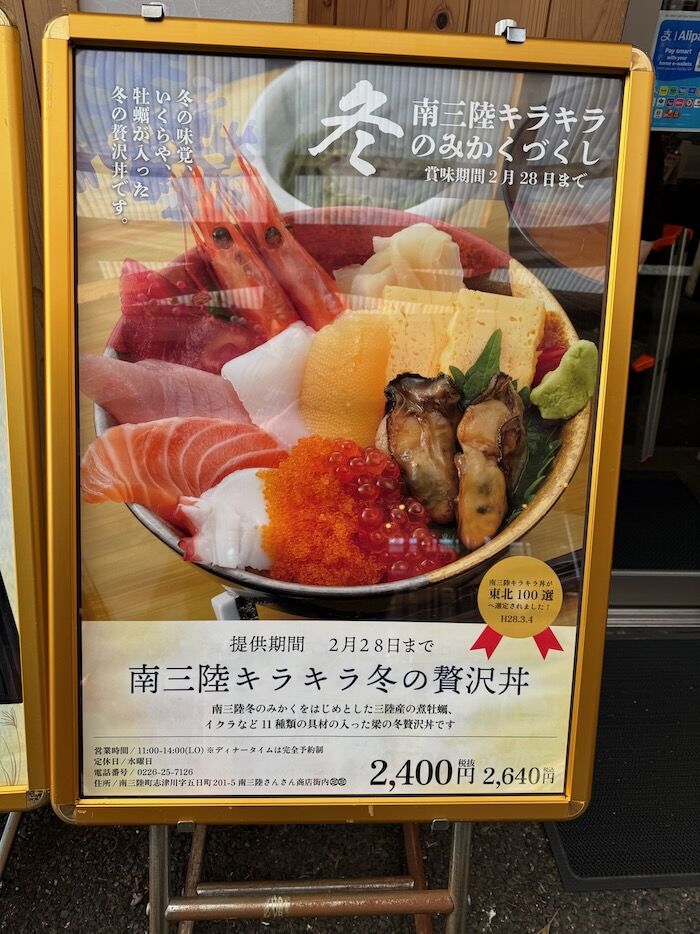 冬
南三陸キラキラ
のみかくづくし
賞味期間2月28日まで
冬の味覚、
いくらや
牡蠣が入った
冬の贅沢丼です。
Alipa
Pay smart
with your
home e-wallets
南三陸キラキラ丼が
東北100選
へ選定されました!
H28.3.4
提供期間 2月28日まで
南三陸キラキラ冬の贅沢丼
南三陸冬のみかくをはじめとした三陸産の煮牡蠣、
イクラなど11種類の具材の入った梁の冬贅沢丼です
営業時間/11:00-14:00(LO) ※ディナータイムは完全予約制
定休日/水曜日
電話番号/0226-25-7126
住所/南三陸町志津川字五日町201-5 南三陸さんさん商店街内
2,400円 税抜 2,640円 税込